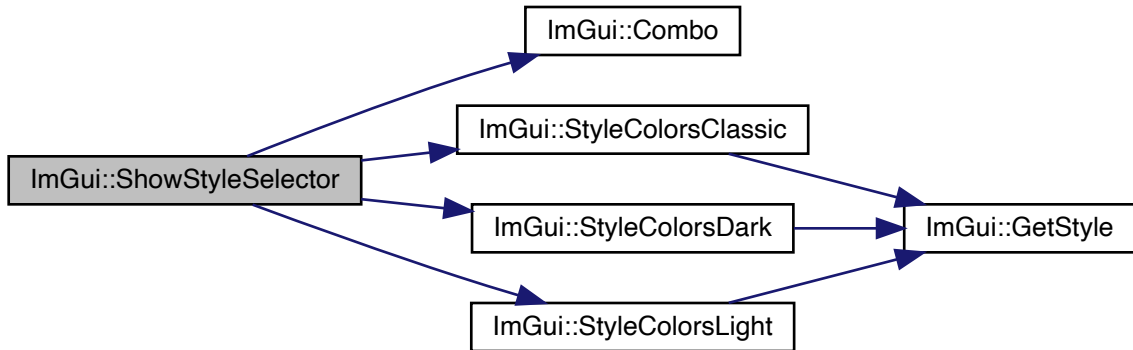 ImGui::Combo
ImGui::StyleColorsClassic
ImGui::ShowStyleSelector
ImGui::StyleColorsDark
ImGui::GetStyle
ImGui::StyleColorsLight